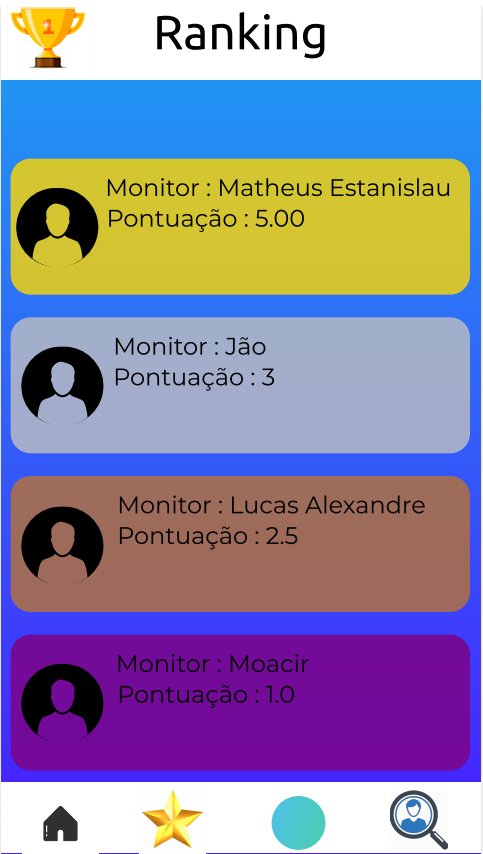 1
Ranking
Monitor : Matheus Estanislau
Pontuação : 5.00
Monitor : Jão
Pontuação : 3
Monitor : Lucas Alexandre
Pontuação : 2.5
Monitor : Moacir
Pontuação : 1.0